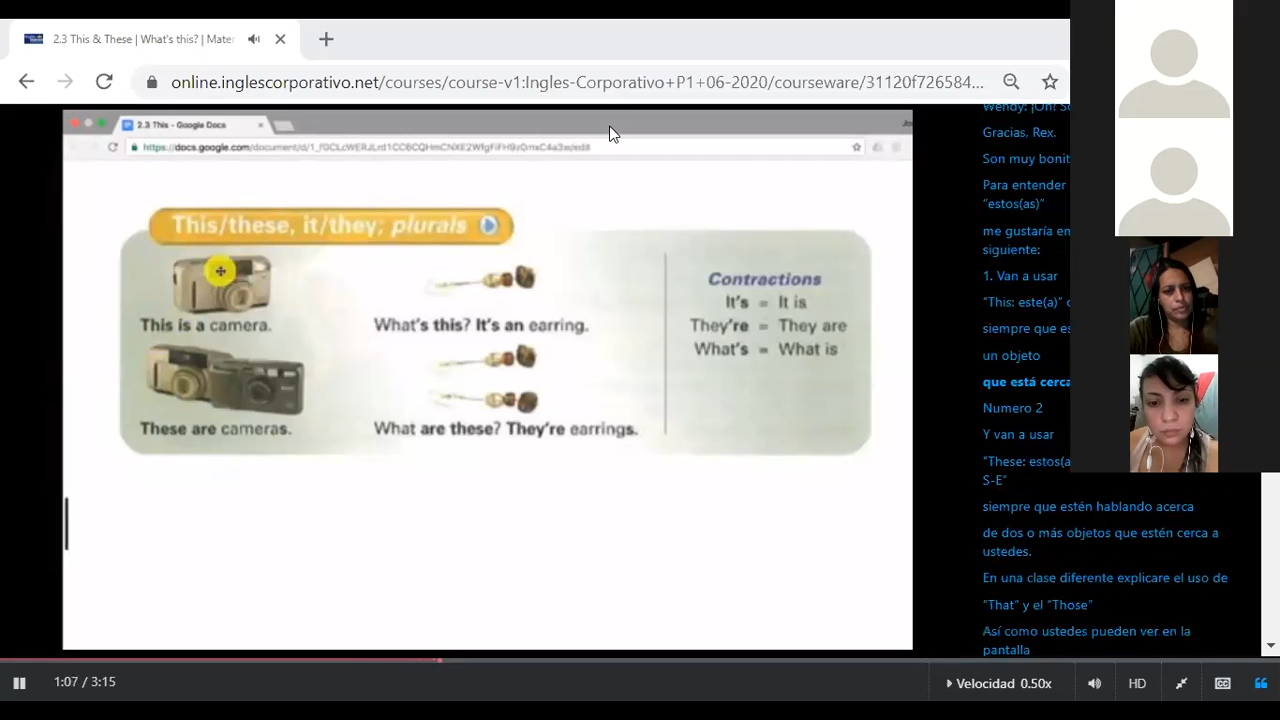 2.3 This & These | What's this? | Mater
online.inglescorporativo.net/courses/course-v1:Ingles-Corporativo+P1+06-2020/courseware/31120f726584...
2.3 This - Google Docs
This/these, it/they; plurals
This is a camera.
These are cameras.
What's this? It's an earring.
What are these? They're earrings.
Contractions
It's = It is
They're = They are
What's = What is
Wendy: ¡Oh!
Gracias, Rex.
Son muy bonit
Para entender
"estos(as)"
me gustaría en
siguiente:
1. Van a usar
"This: este(a)"
siempre que es
un objeto
que está cerca
Numero 2
Y van a usar
"These: estos(a
S-E"
siempre que estén hablando acerca
de dos o más objetos que estén cerca a
ustedes.
En una clase diferente explicare el uso de
"That" y el "Those"
Así como ustedes pueden ver en la
pantalla
1:07 / 3:15
Velocidad 0.50x
HD
CC